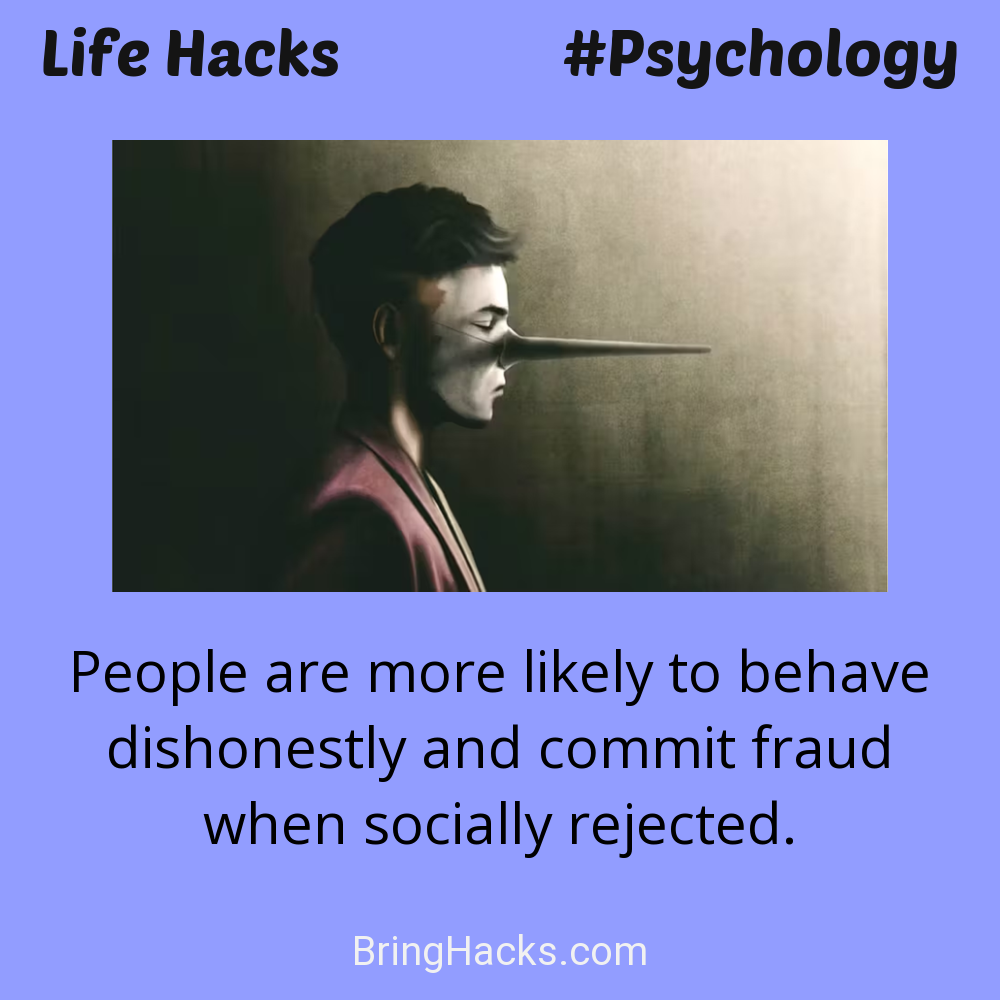 Life Hacks
#Psychology
People are more likely to behave
dishonestly and commit fraud
when socially rejected.
BringHacks.com